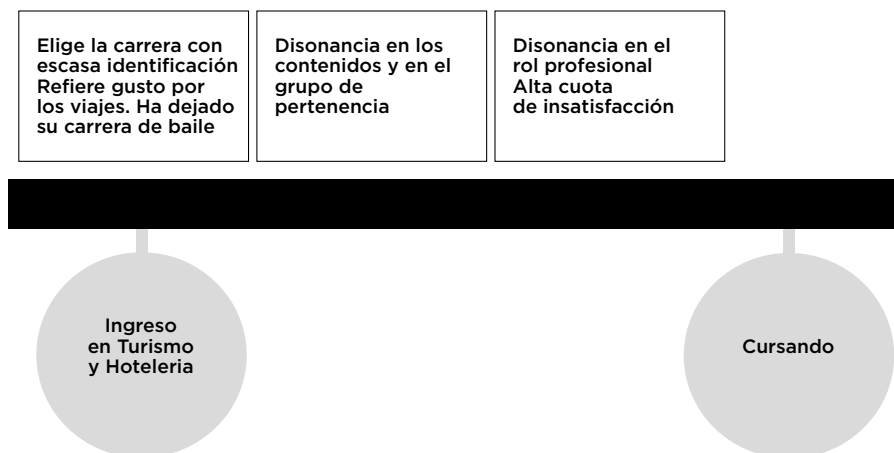 Elige la carrera con
escasa identificación
Refiere gusto por
los viajes. Ha dejado
su carrera de baile
Disonancia en los
contenidos y en el
grupo de
pertenencia
Disonancia en el
rol profesional
Alta cuota
de insatisfacción
Ingreso
en Turismo
y Hoteleria
Cursando